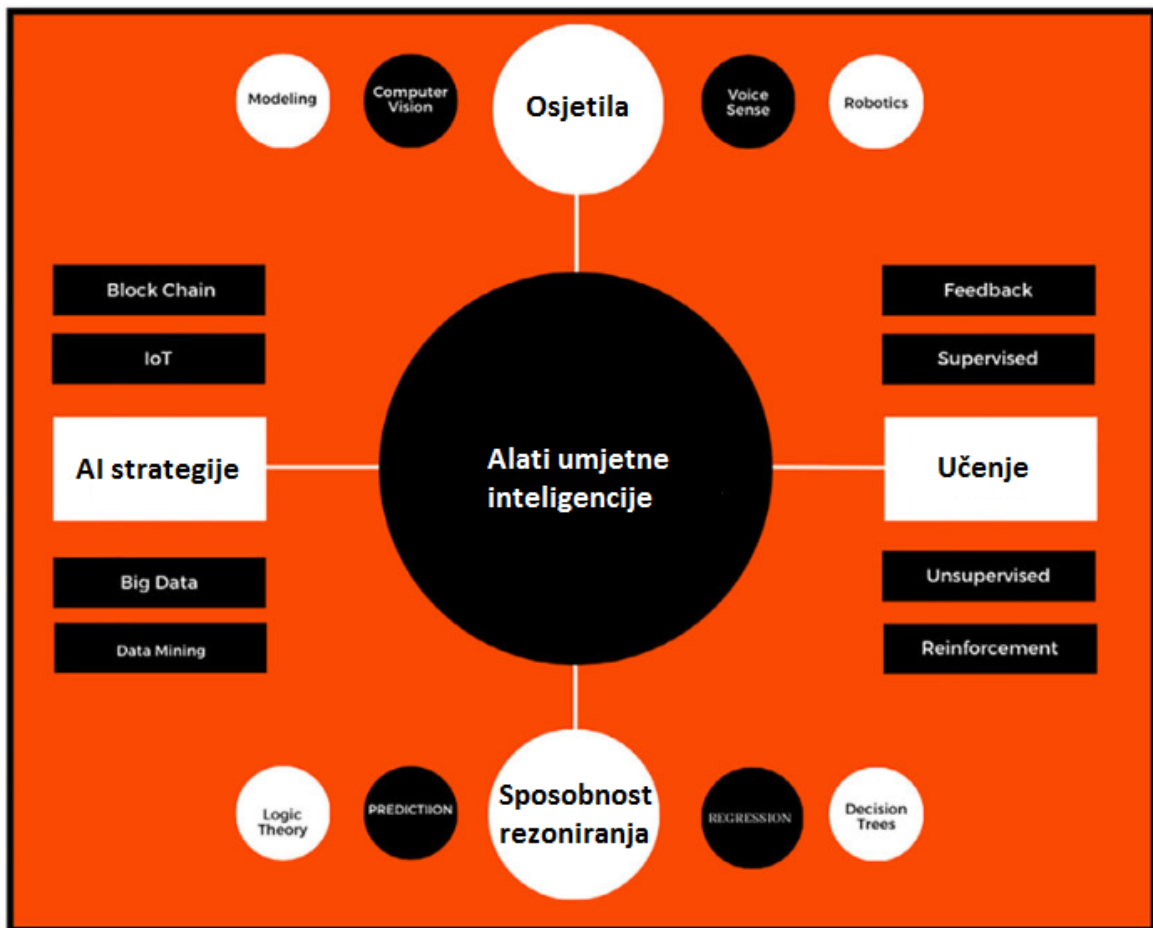 Modeling
Computer
Vision
Osjetila
Voice
Sense
Robotics
Block Chain
IoT
AI strategije
Big Data
Data Mining
Alati umjetne
inteligencije
Feedback
Supervised
Učenje
Unsupervised
Reinforcement
Logic
Theory
PREDICTIION
Sposobnost
rezoniranja
REGRESSION
Decision
Trees